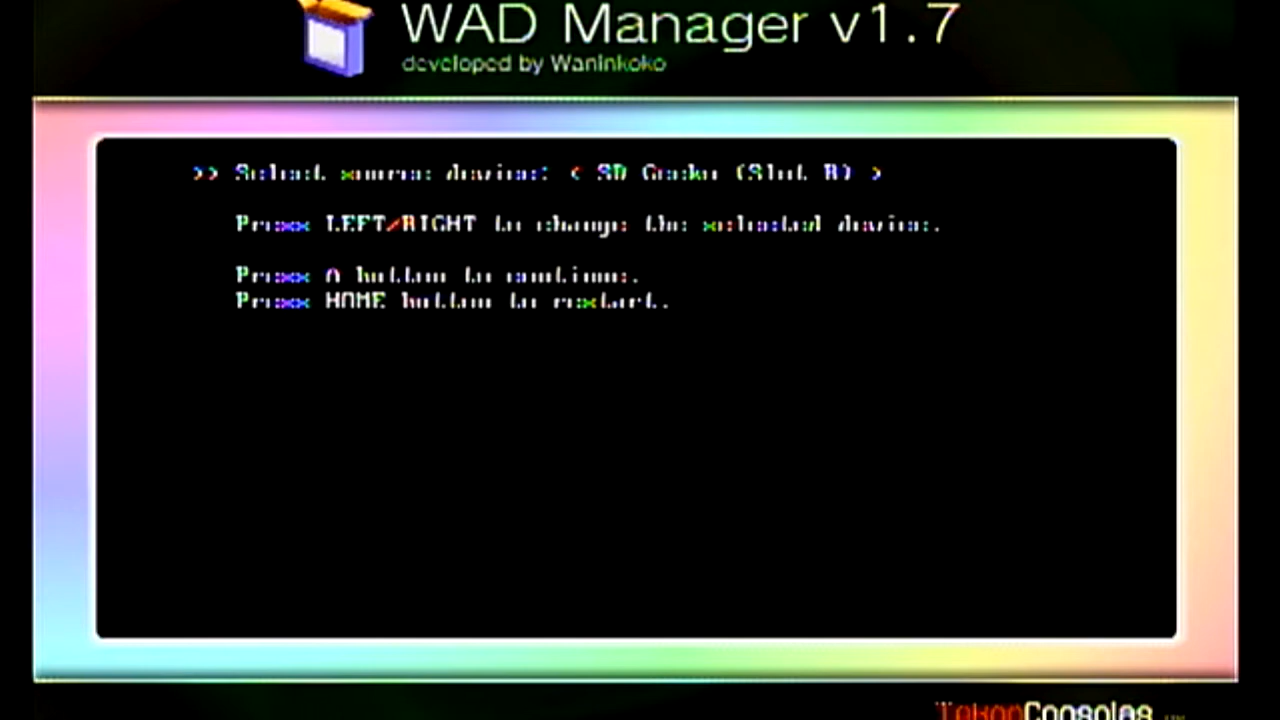 WAD Manager v1.7
developed by Waninkoko
>> Select source device: < SD Gecko (Slot B) >
Press LEFT/RIGHT to change the selected device.
Press A button to continue.
Press HOME button to restart.
TekonConsolas